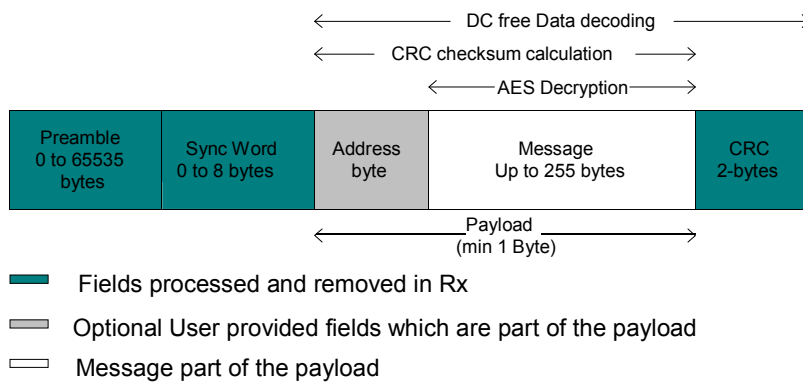 DC free Data decoding
CRC checksum calculation
AES Decryption
Preamble
0 to 65535
bytes
Sync Word
0 to 8 bytes
Address
byte
Message
Up to 255 bytes
CRC
2-bytes
Payload
(min 1 Byte)
Fields processed and removed in Rx
Optional User provided fields which are part of the payload
Message part of the payload